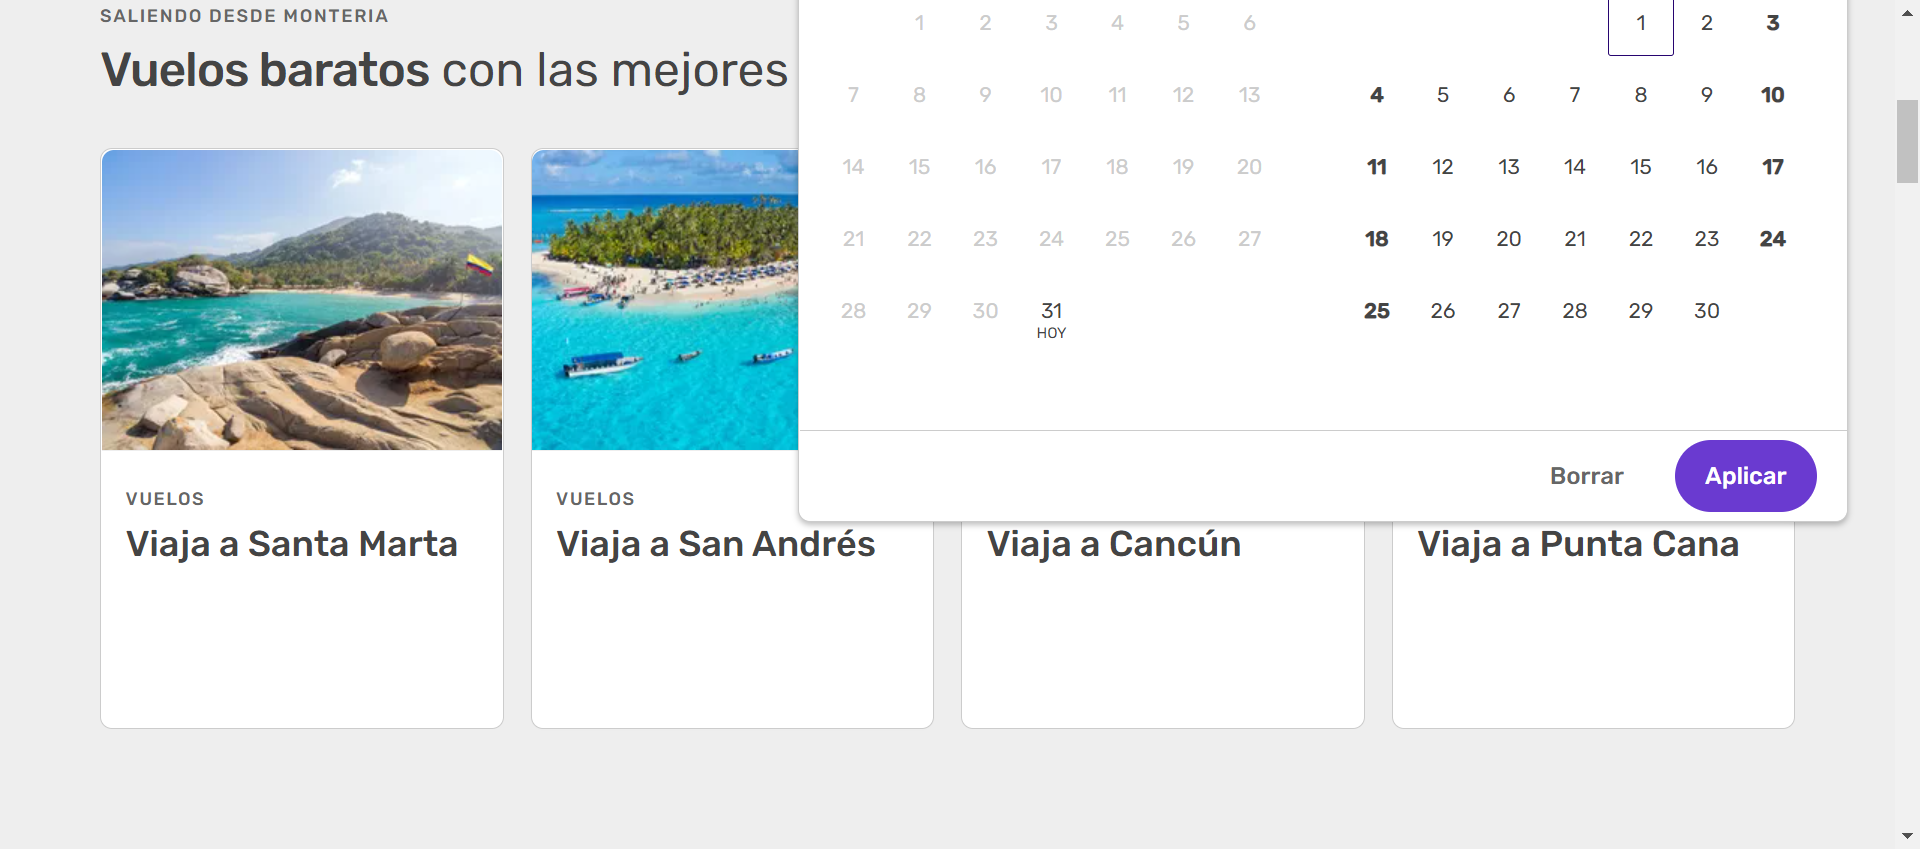 SALIENDO DESDE MONTERIA
Vuelos baratos con las mejores
1 2 3 4 5 6
7 8 9 10 11 12 13
14 15 16 17 18 19 20
21 22 23 24 25 26 27
28 29 30 31
HOY
1 2 3
4 5 6 7 8 9 10
11 12 13 14 15 16 17
18 19 20 21 22 23 24
25 26 27 28 29 30
Borrar Aplicar
VUELOS
Viaja a Santa Marta
VUELOS
Viaja a San Andrés
Viaja a Cancún
Viaja a Punta Cana